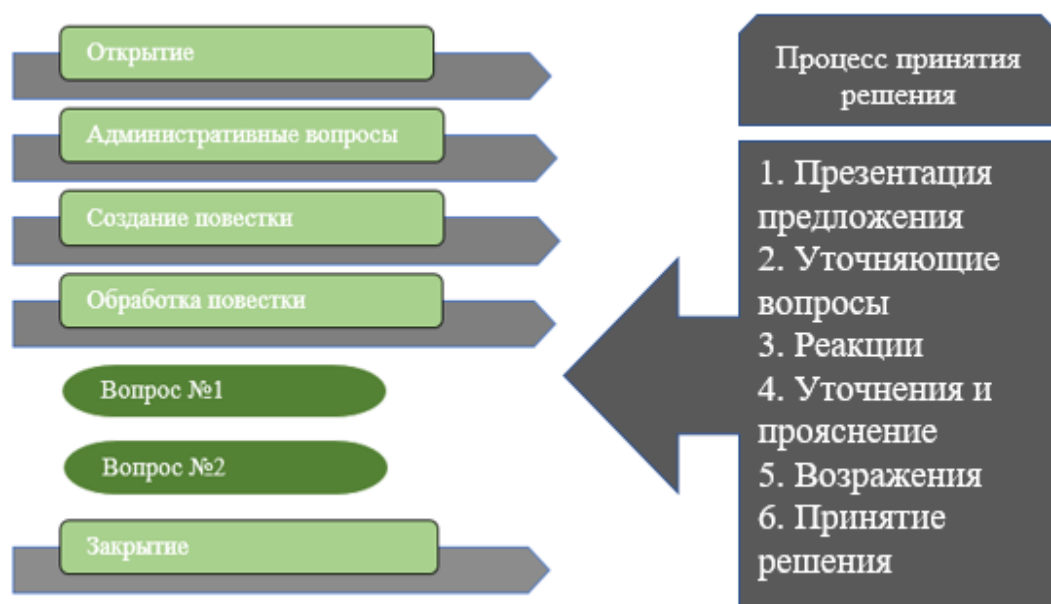 Открытие
Административные вопросы
Создание повестки
Обработка повестки
Вопрос №1
Вопрос №2
Закрытие
Процесс принятия
решения
1. Презентация
предложения
2. Уточняющие
вопросы
3. Реакции
4. Уточнения и
прояснение
5. Возражения
6. Принятие
решения